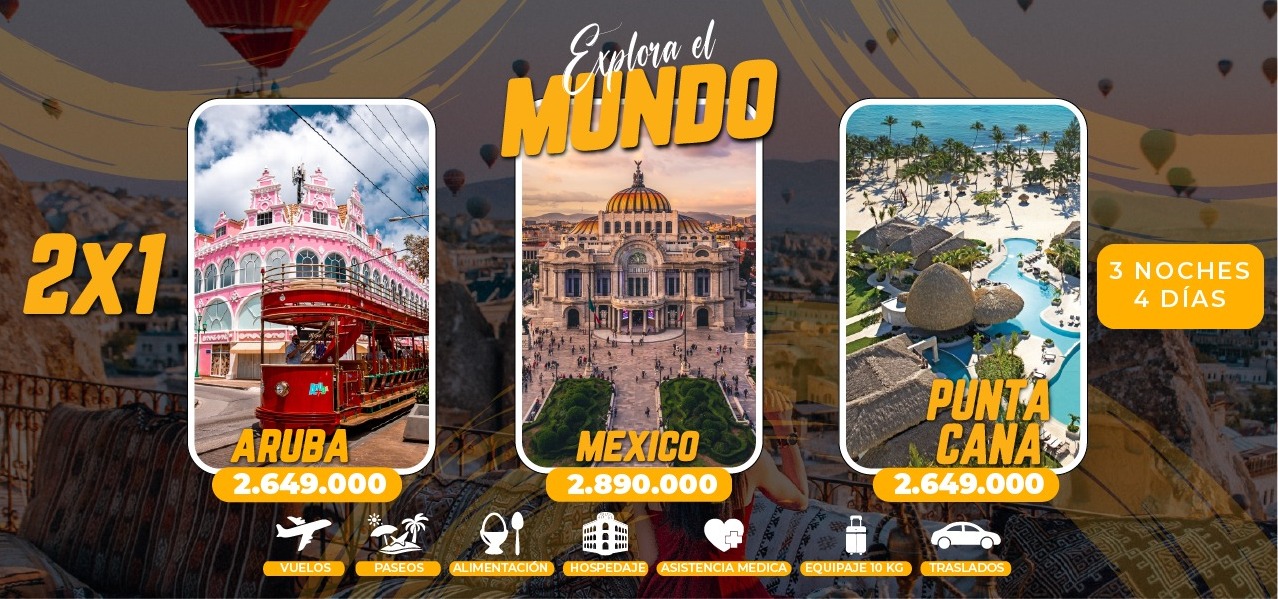 Explora el
MUNDO
2x1
3 NOCHES
4 DÍAS
ARUBA
2.649.000
MEXICO
2.890.000
PUNTA
CANA
2.649.000
VUELOS
PASEOS
ALIMENTACIÓN
HOSPEDAJE
ASISTENCIA MEDICA
EQUIPAJE 10 KG
TRASLADOS